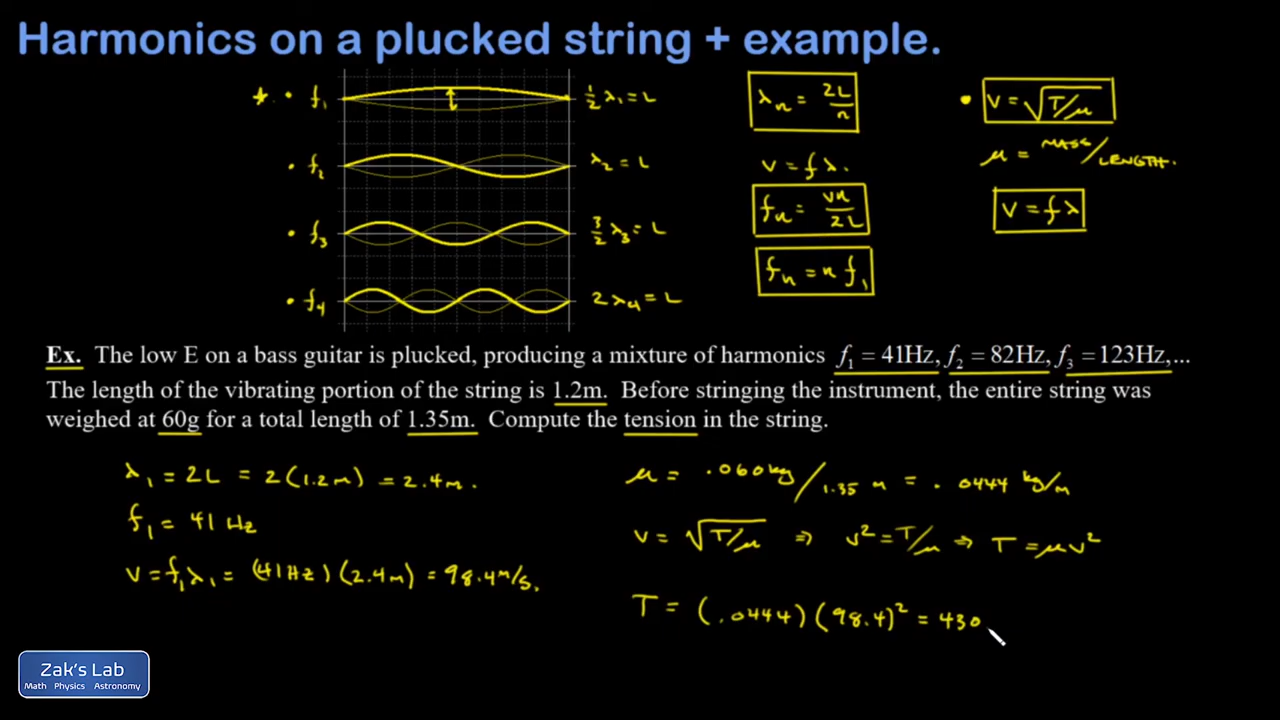 Harmonics on a plucked string + example.
f₁ ½ λ₁ = L
f₂ λ₂ = L
f₃ 3/2 λ₃ = L
f₄ 2 λ₄ = L
λₙ = 2L/n
v = f λ.
fₙ = vn/2L
fₙ = n f₁
v = √T/μ
μ = MASS/LENGTH.
v = f λ
Ex. The low E on a bass guitar is plucked, producing a mixture of harmonics f₁ = 41Hz, f₂ = 82Hz, f₃ = 123Hz,...
The length of the vibrating portion of the string is 1.2m. Before stringing the instrument, the entire string was
weighed at 60g for a total length of 1.35m. Compute the tension in the string.
λ₁ = 2L = 2(1.2m) = 2.4m.
f₁ = 41 Hz
v = f₁λ₁ = (41Hz)(2.4m) = 98.4m/s.
μ = .060kg/1.35 m = .0444 kg/m
v = √T/μ ⇒ v² = T/μ ⇒ T = μv²
T = (.0444)(98.4)² = 430
Zak's Lab
Math Physics Astronomy